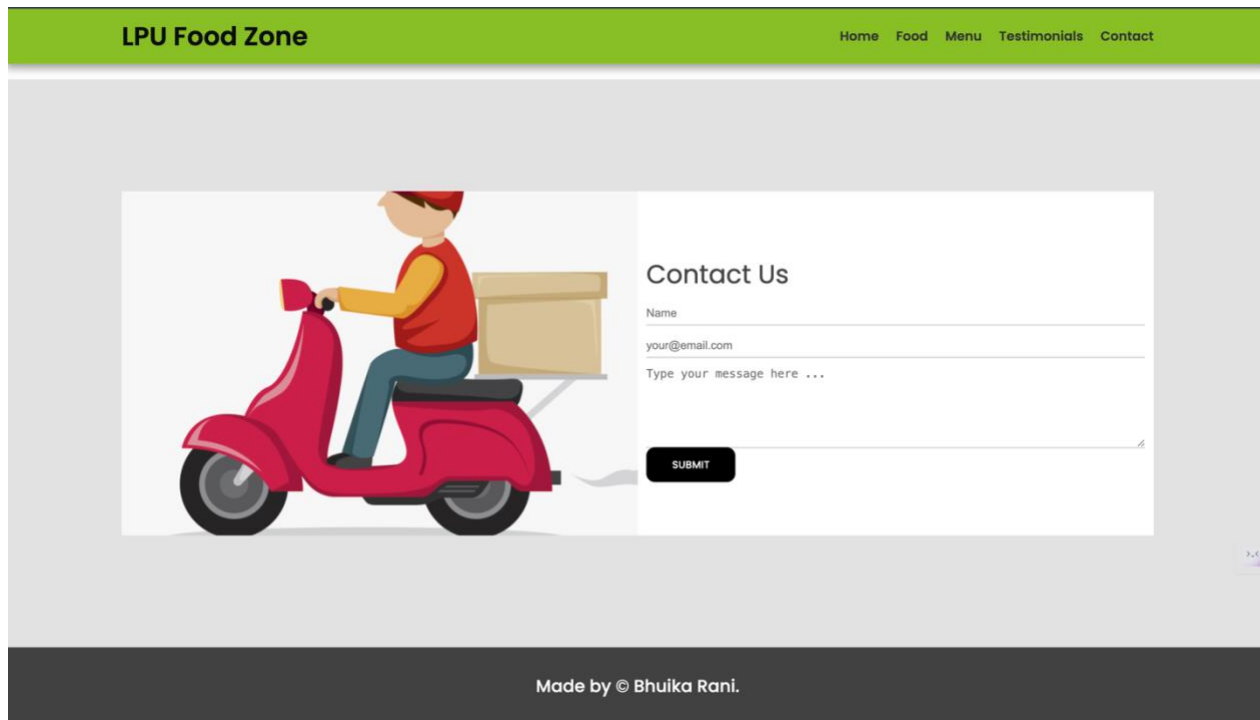 LPU Food Zone
Home Food Menu Testimonials Contact
Contact Us
Name
your@email.com
Type your message here ...
SUBMIT
Made by © Bhuika Rani.